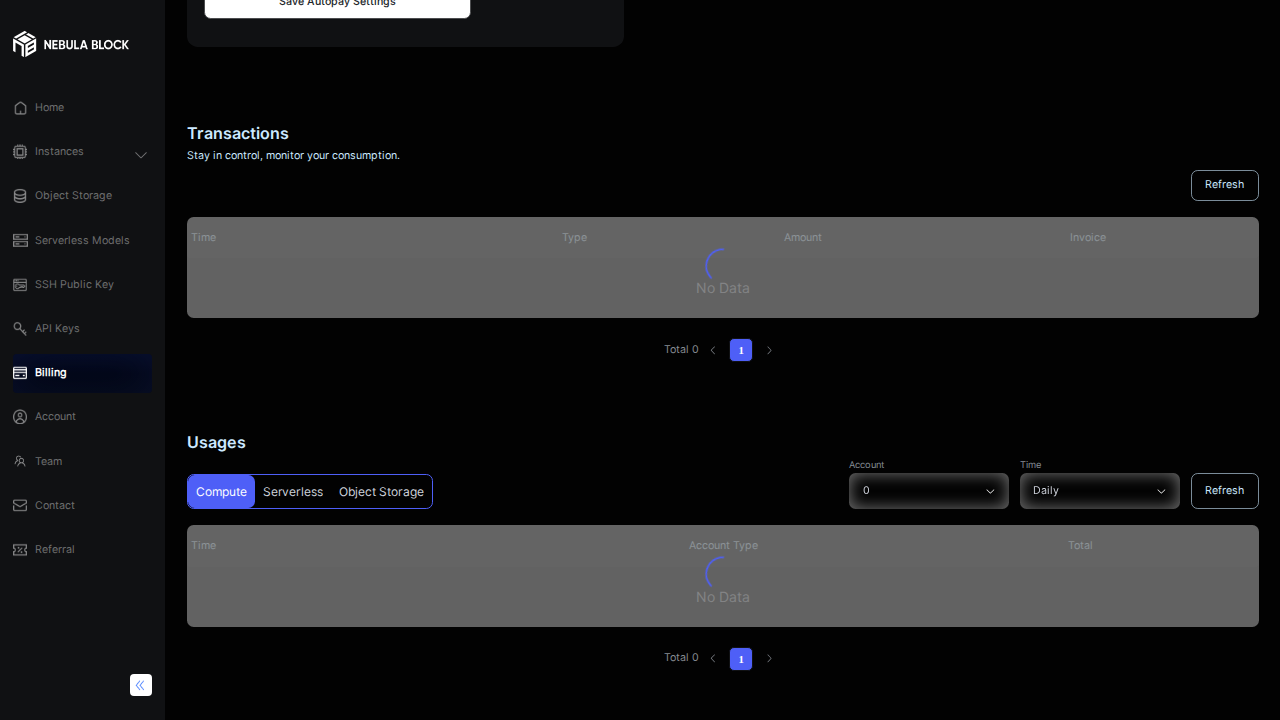 Save Autopay Settings
NEBULA BLOCK
Home
Instances
Object Storage
Serverless Models
SSH Public Key
API Keys
Billing
Account
Team
Contact
Referral
Transactions
Stay in control, monitor your consumption.
Refresh
Time Type Amount Invoice
No Data
Total 0 1
Usages
Compute Serverless Object Storage
Account Time
0 Daily Refresh
Time Account Type Total
No Data
Total 0 1